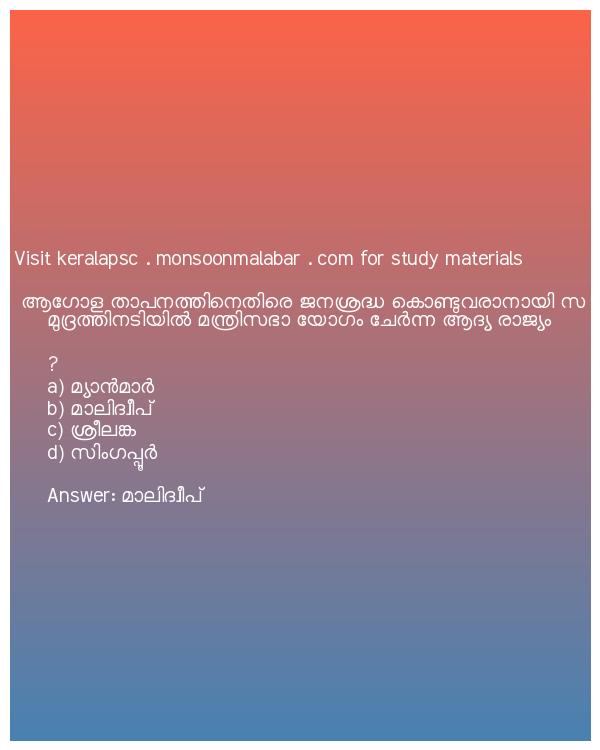 Visit keralapsc . monsoonmalabar . com for study materials
ആഗോള താപനത്തിനെതിരെ ജനശ്രദ്ധ കൊണ്ടുവരാനായി സ
മുദ്രത്തിനടിയിൽ മന്ത്രിസഭാ യോഗം ചേർന്ന ആദ്യ രാജ്യം
?
a) മ്യാൻമാർ
b) മാലിദ്വീപ്
c) ശ്രീലങ്ക
d) സിംഗപ്പൂർ
Answer: മാലിദ്വീപ്